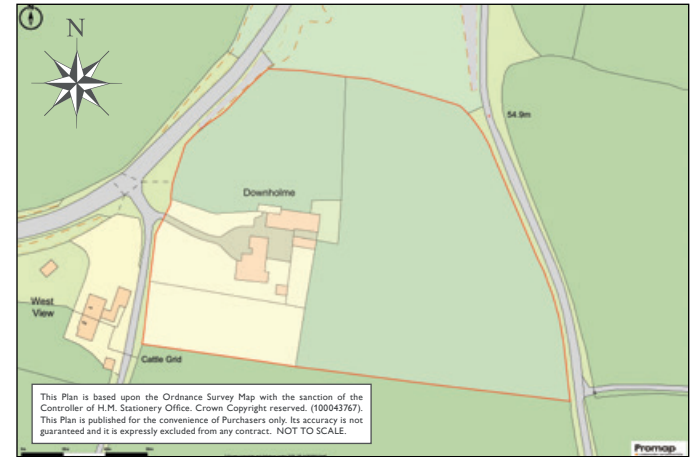 N
54.9m
Downholme
West
View
Cattle Grid
This Plan is based upon the Ordnance Survey Map with the sanction of the
Controller of H.M. Stationery Office. Crown Copyright reserved. (100043767).
This Plan is published for the convenience of Purchasers only. Its accuracy is not
guaranteed and it is expressly excluded from any contract. NOT TO SCALE.
Promap